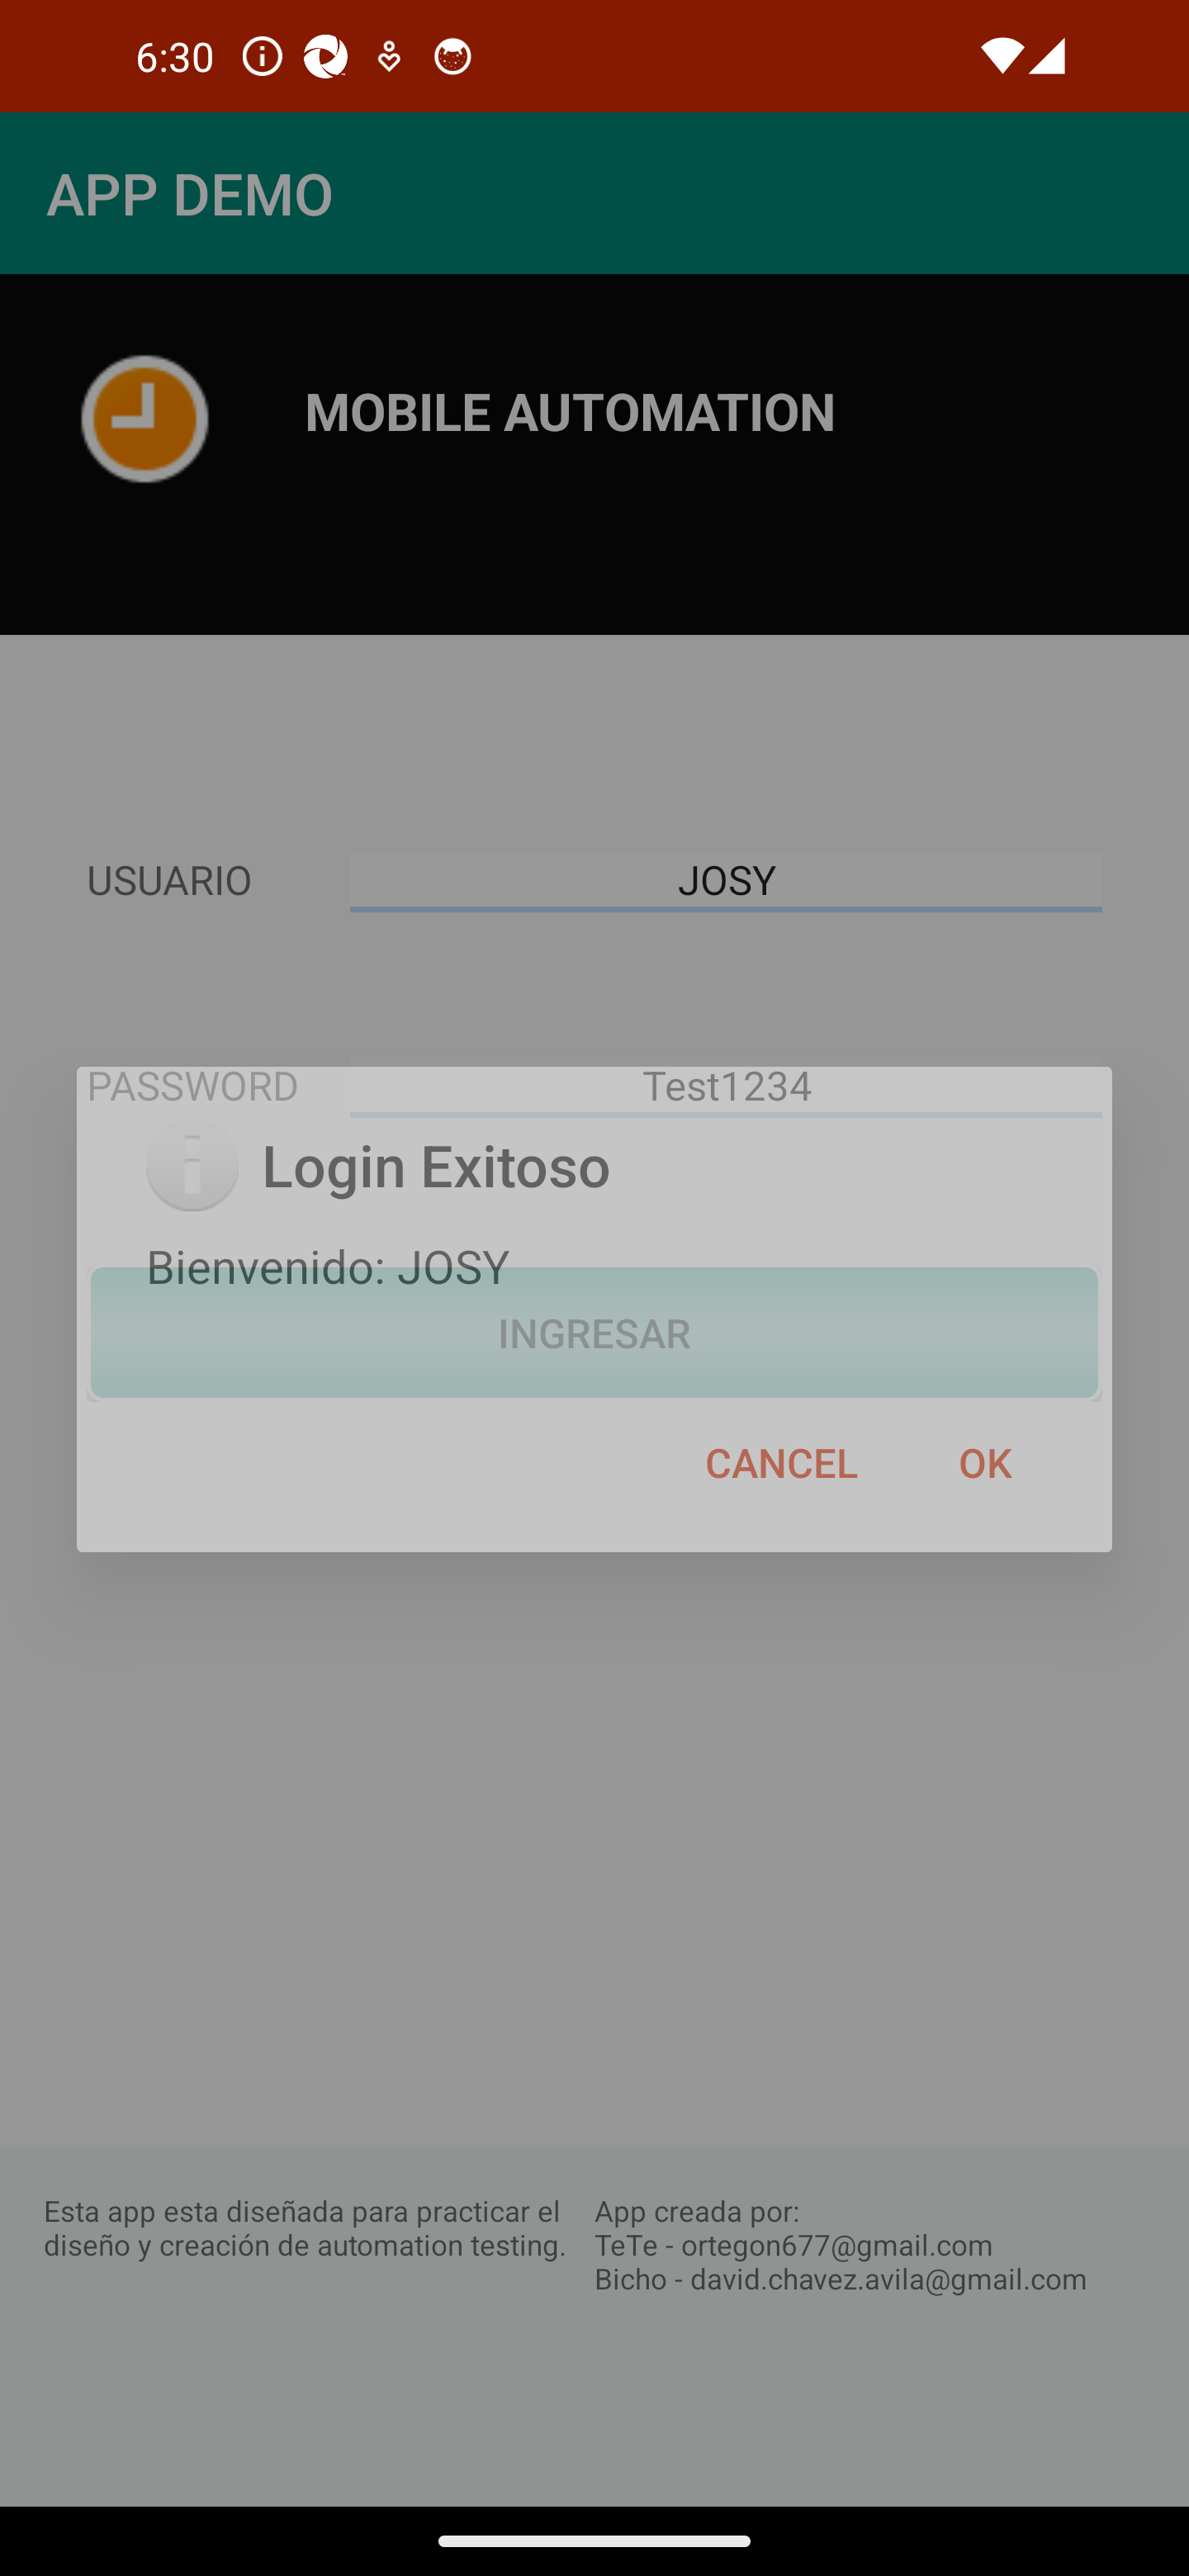 6:30
APP DEMO
MOBILE AUTOMATION
USUARIO JOSY
PASSWORD Test1234
Login Exitoso
Bienvenido: JOSY
INGRESAR
CANCEL OK
Esta app esta diseñada para practicar el
diseño y creación de automation testing.
App creada por:
TeTe - ortegon677@gmail.com
Bicho - david.chavez.avila@gmail.com